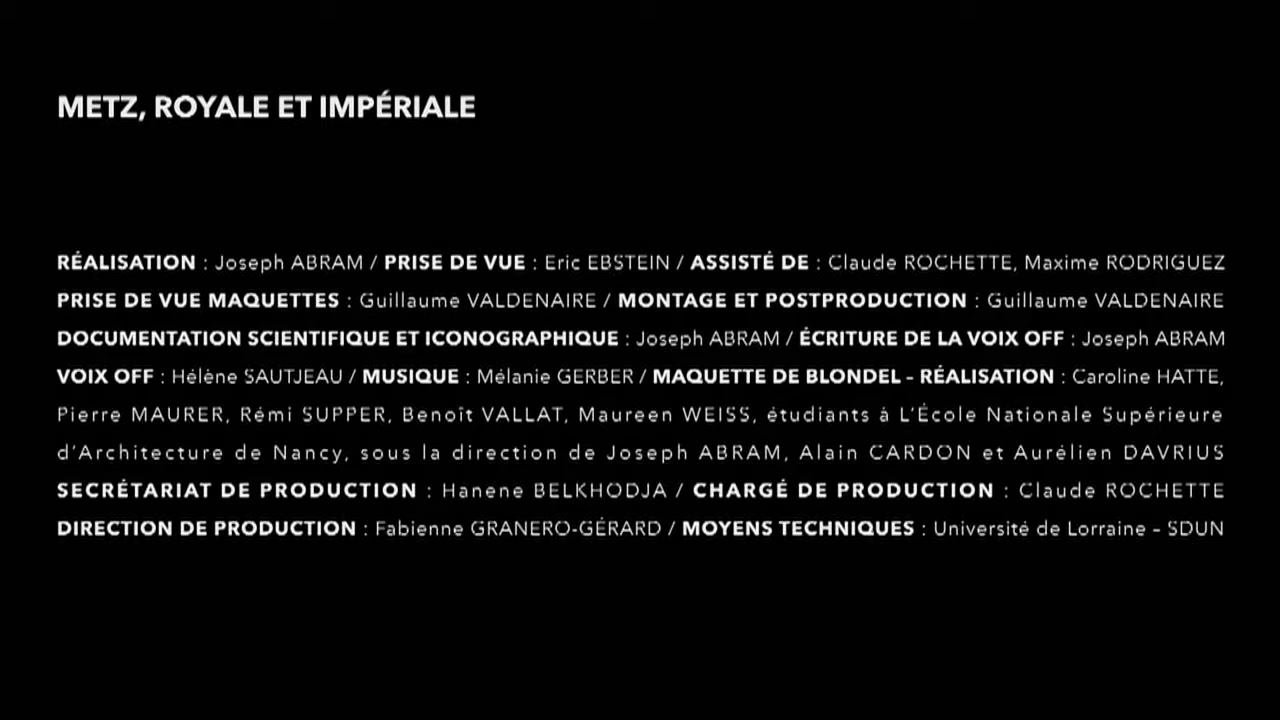 METZ, ROYALE ET IMPÉRIALE
RÉALISATION : Joseph ABRAM / PRISE DE VUE : Eric EBSTEIN / ASSISTÉ DE : Claude ROCHETTE, Maxime RODRIGUEZ
PRISE DE VUE MAQUETTES : Guillaume VALDENAIRE / MONTAGE ET POSTPRODUCTION : Guillaume VALDENAIRE
DOCUMENTATION SCIENTIFIQUE ET ICONOGRAPHIQUE : Joseph ABRAM / ÉCRITURE DE LA VOIX OFF : Joseph ABRAM
VOIX OFF : Hélène SAUTJEAU / MUSIQUE : Mélanie GERBER / MAQUETTE DE BLONDEL – RÉALISATION : Caroline HATTE,
Pierre MAURER, Rémi SUPPER, Benoît VALLAT, Maureen WEISS, étudiants à L'École Nationale Supérieure
d'Architecture de Nancy, sous la direction de Joseph ABRAM, Alain CARDON et Aurélien DAVRIUS
SECRÉTARIAT DE PRODUCTION : Hanene BELKHODJA / CHARGÉ DE PRODUCTION : Claude ROCHETTE
DIRECTION DE PRODUCTION : Fabienne GRANERO-GÉRARD / MOYENS TECHNIQUES : Université de Lorraine – SDUN